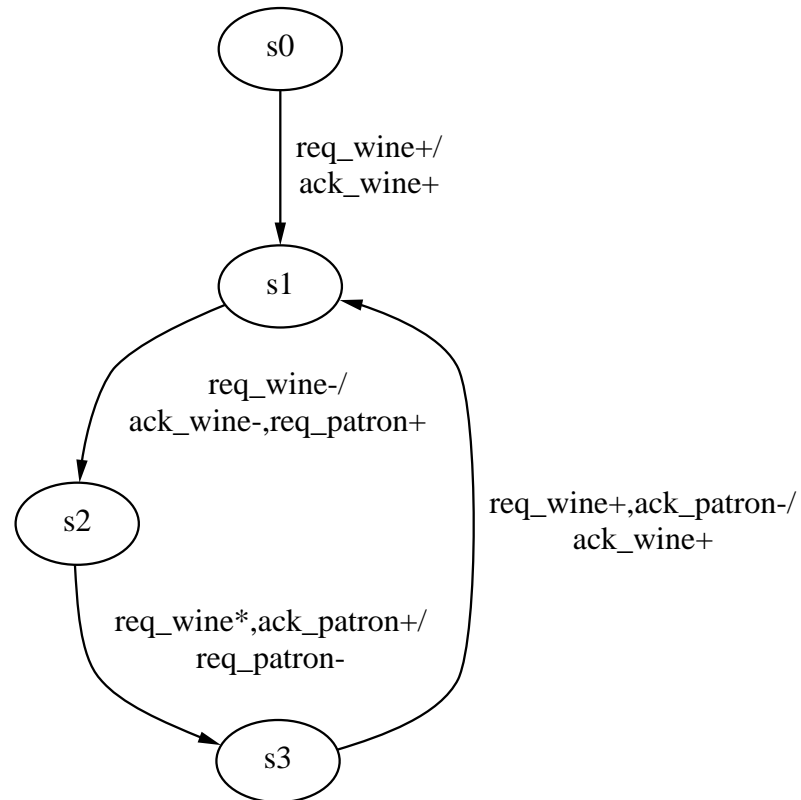 s0
req_wine+/
ack_wine+
s1
req_wine-/
ack_wine-,req_patron+
req_wine+,ack_patron-/
ack_wine+
s2
req_wine*,ack_patron+/
req_patron-
s3